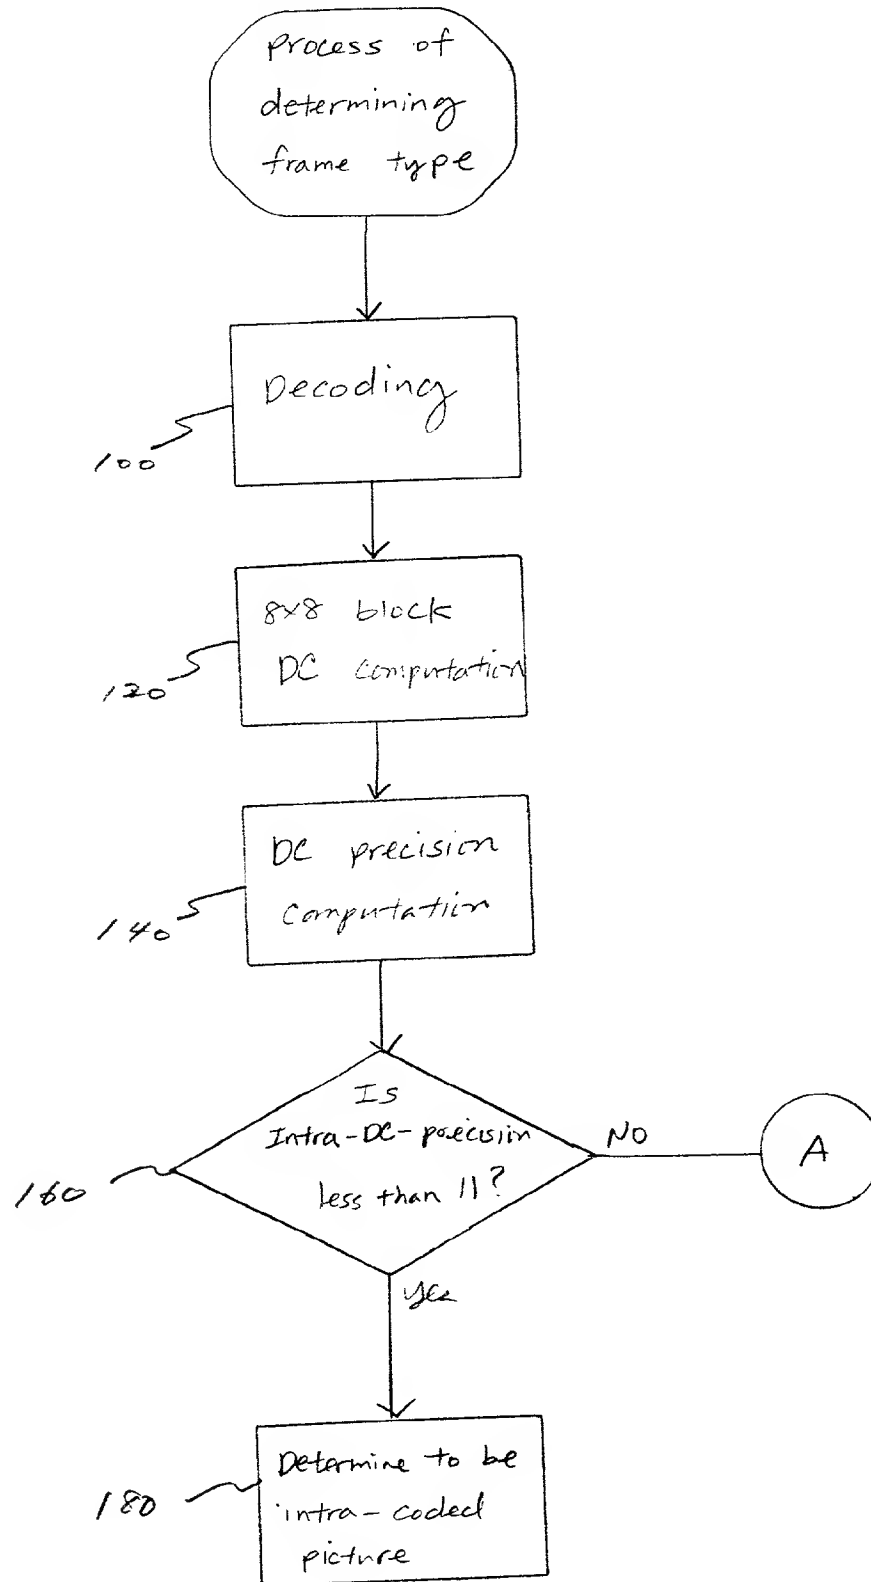 process of
determining
frame type
Decoding
100
8x8 block
DC computation
120
DC precision
computation
140
Is
Intra-DC-precision
less than 11?
NO
A
160
yes
Determine to be
intra-coded
picture
180